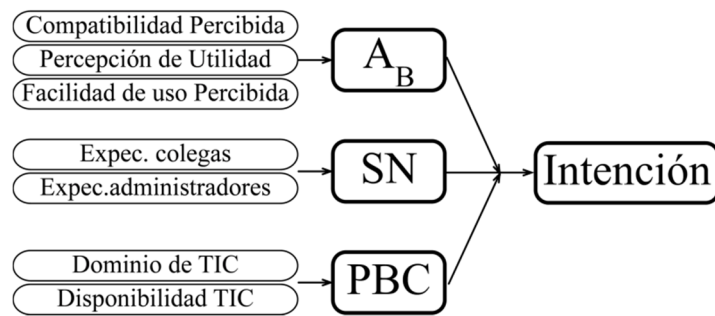 Compatibilidad Percibida
Percepción de Utilidad
Facilidad de uso Percibida
A_B
Expec. colegas
Expec.administradores
SN
Intención
Dominio de TIC
Disponibilidad TIC
PBC